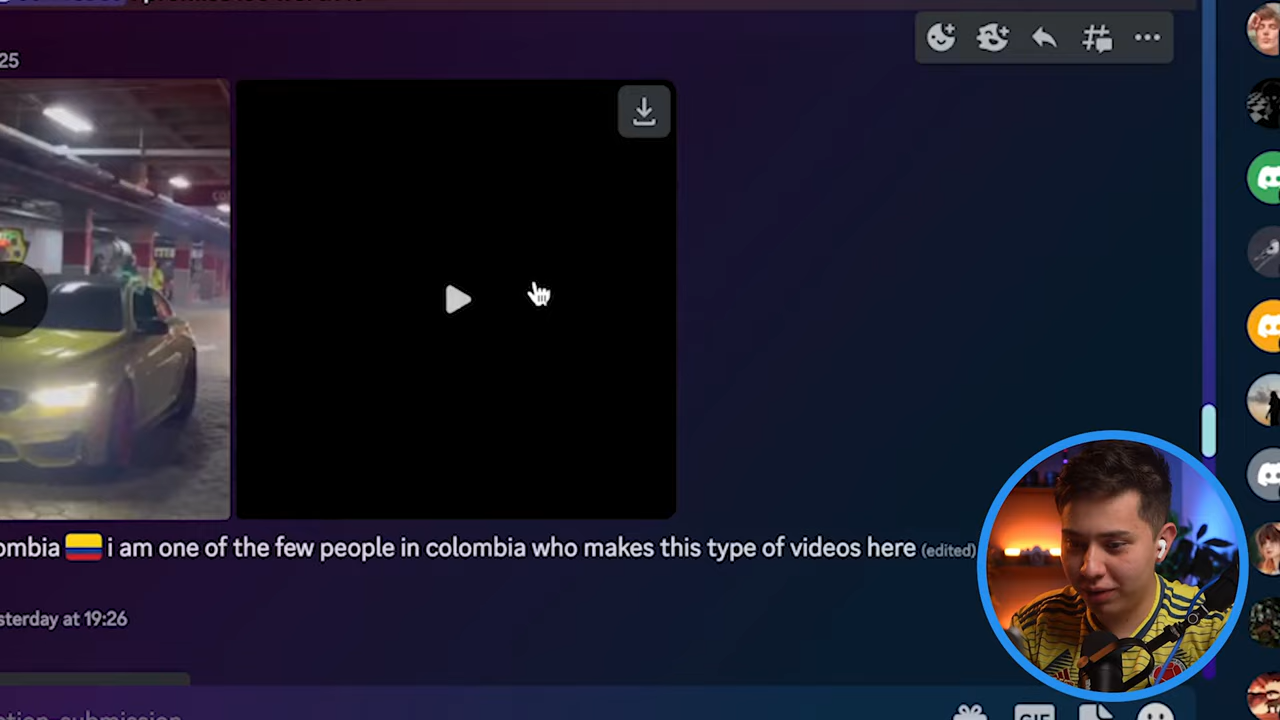 25
ombia 🇨🇴 i am one of the few people in colombia who makes this type of videos here (edited)
sterday at 19:26
GIF